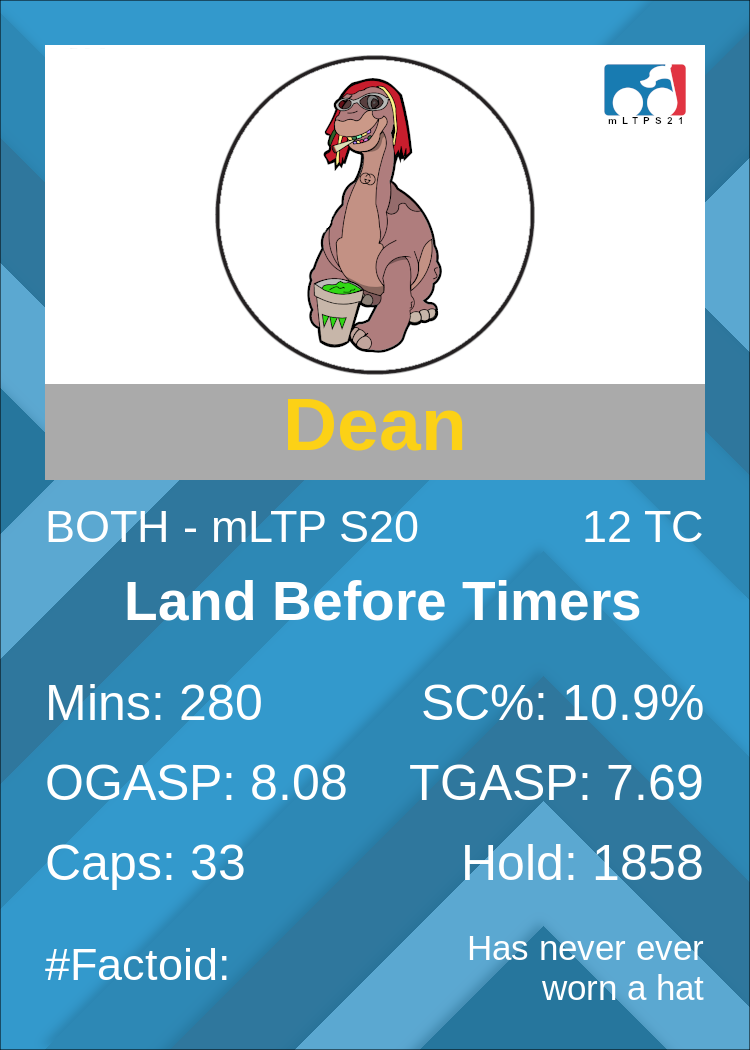 mLTPS21
Dean
BOTH - mLTP S20
12 TC
Land Before Timers
Mins: 280
SC%: 10.9%
OGASP: 8.08
TGASP: 7.69
Caps: 33
Hold: 1858
#Factoid:
Has never ever
worn a hat